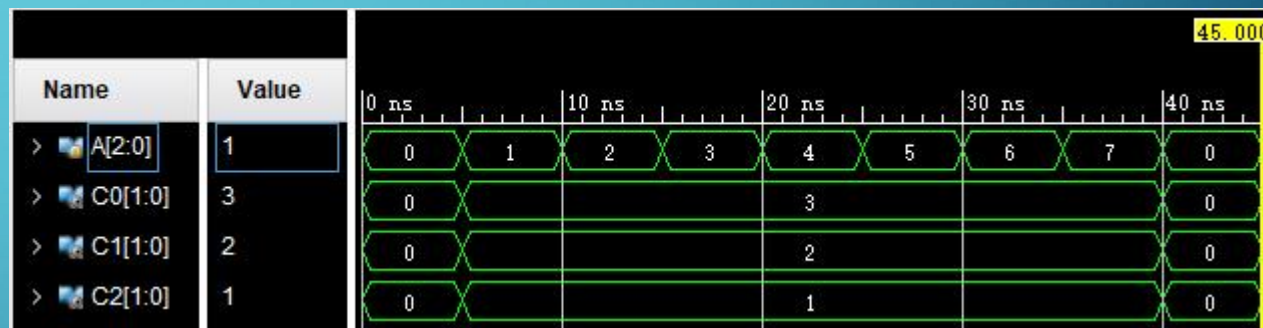 45.000
Name Value 0 ns 10 ns 20 ns 30 ns 40 ns
> A[2:0] 1 0 1 2 3 4 5 6 7 0
> C0[1:0] 3 0 3 0
> C1[1:0] 2 0 2 0
> C2[1:0] 1 0 1 0